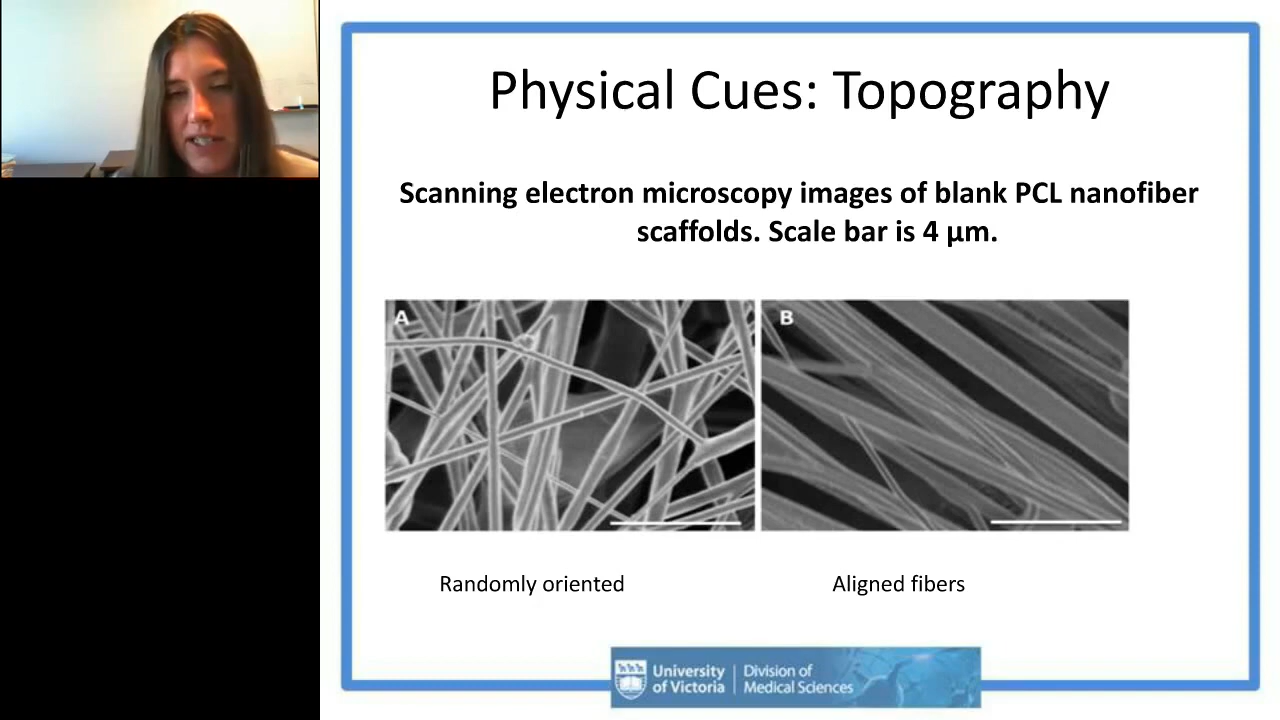 Physical Cues: Topography
Scanning electron microscopy images of blank PCL nanofiber
scaffolds. Scale bar is 4 µm.
A
B
Randomly oriented
Aligned fibers
University
of Victoria
Division of
Medical Sciences